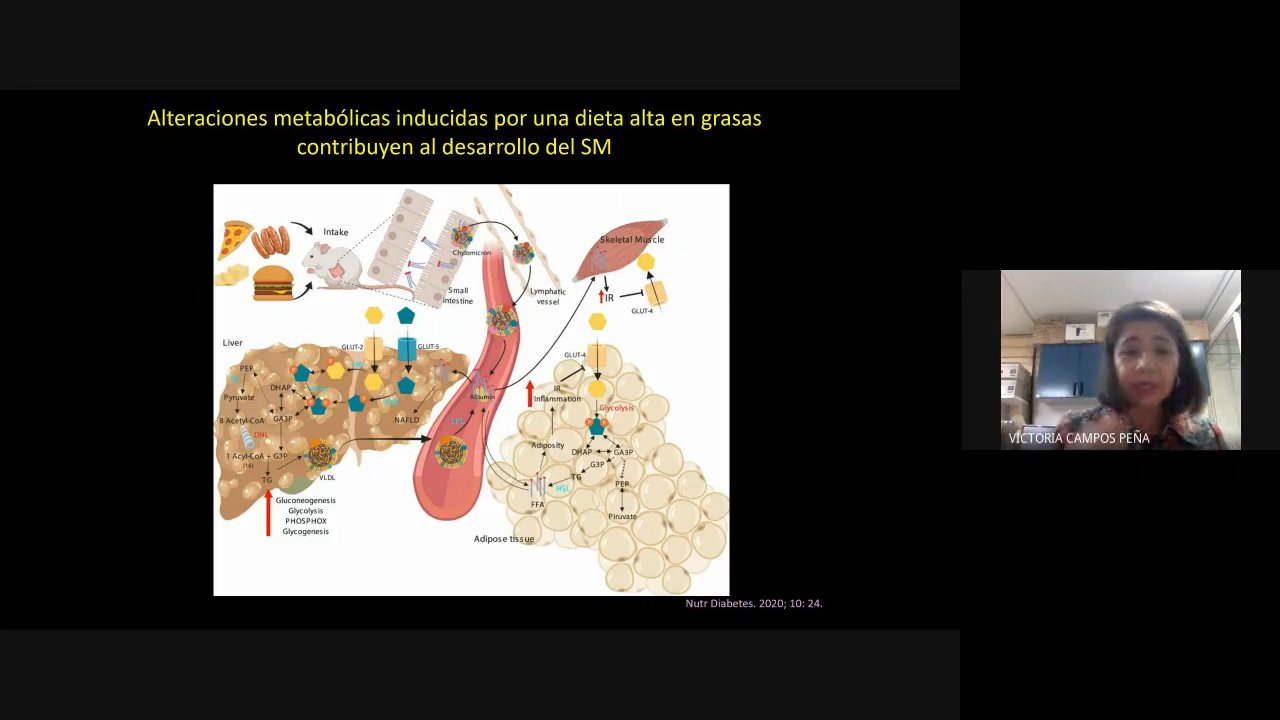 Alteraciones metabólicas inducidas por una dieta alta en grasas
contribuyen al desarrollo del SM
Intake
Chylomicron
Small
intestine
Lymphatic
vessel
Skeletal Muscle
IR
GLUT-4
Liver
GLUT-2
GLUT-5
PEP
Pyruvate
8 Acetyl-CoA
DNL
1 Acyl-CoA + G3P
(16)
TG
DHAP
GA3P
P
P
P
P
P
NAFLD
VLDL
Gluconeogenesis
Glycolysis
PHOSPHOX
Glycogenesis
Albumin
LPL
GLUT-4
IR
Inflammation
Adiposity
FFA
HSL
TG
G3P
Glycolysis
P
P
DHAP
GA3P
PEP
Piruvate
Adipose tissue
Nutr Diabetes. 2020; 10: 24.
VICTORIA CAMPOS PEÑA